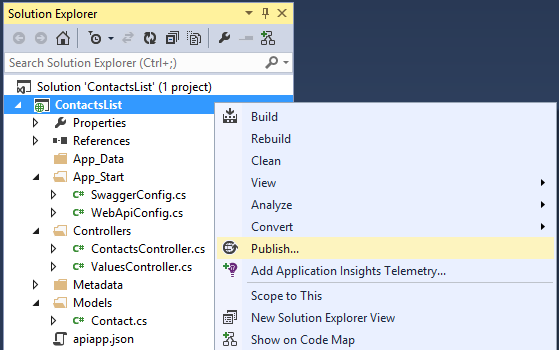 Solution Explorer
Search Solution Explorer (Ctrl+;)
Solution 'ContactsList' (1 project)
ContactsList
Properties
References
App_Data
App_Start
C# SwaggerConfig.cs
C# WebApiConfig.cs
Controllers
C# ContactsController.cs
C# ValuesController.cs
Metadata
Models
C# Contact.cs
apiapp.json
Build
Rebuild
Clean
View
Analyze
Convert
Publish...
Add Application Insights Telemetry...
Scope to This
New Solution Explorer View
Show on Code Map